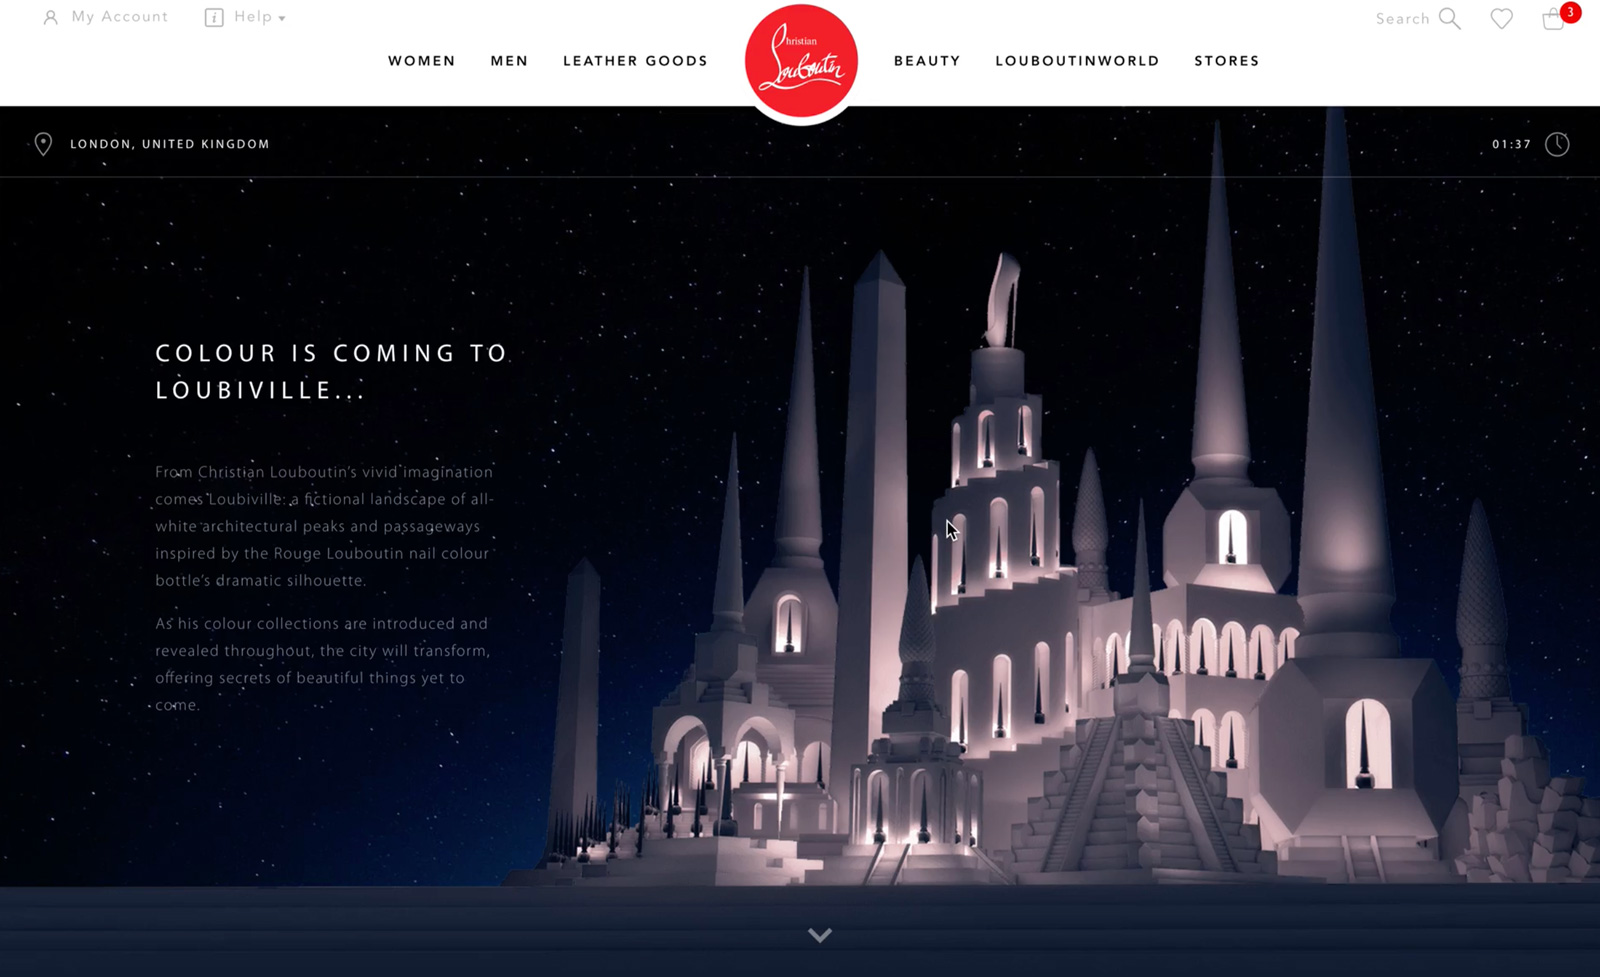 My Account
Help
Search
3
WOMEN
MEN
LEATHER GOODS
Christian
Louboutin
BEAUTY
LOUBOUTINWORLD
STORES
LONDON, UNITED KINGDOM
01:37
COLOUR IS COMING TO
LOUBIVILLE...
From Christian Louboutin's vivid imagination
comes Loubiville: a fictional landscape of all-
white architectural peaks and passageways
inspired by the Rouge Louboutin nail colour
bottle's dramatic silhouette.
As his colour collections are introduced and
revealed throughout, the city will transform,
offering secrets of beautiful things yet to
come.